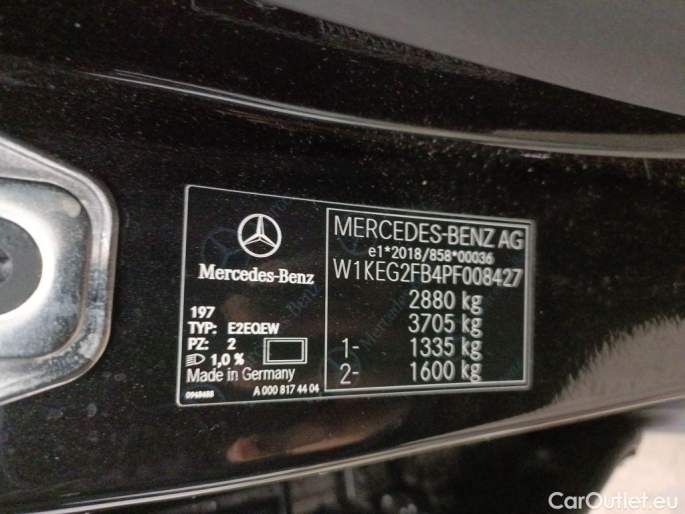 Mercedes-Benz
197
TYP: E2EQEW
PZ: 2
1,0 %
Made in Germany
0968688
A 000 817 44 04
MERCEDES-BENZ AG
e1*2018/858*00036
W1KEG2FB4PF008427
2880 kg
3705 kg
1- 1335 kg
2- 1600 kg
CarOutlet.eu